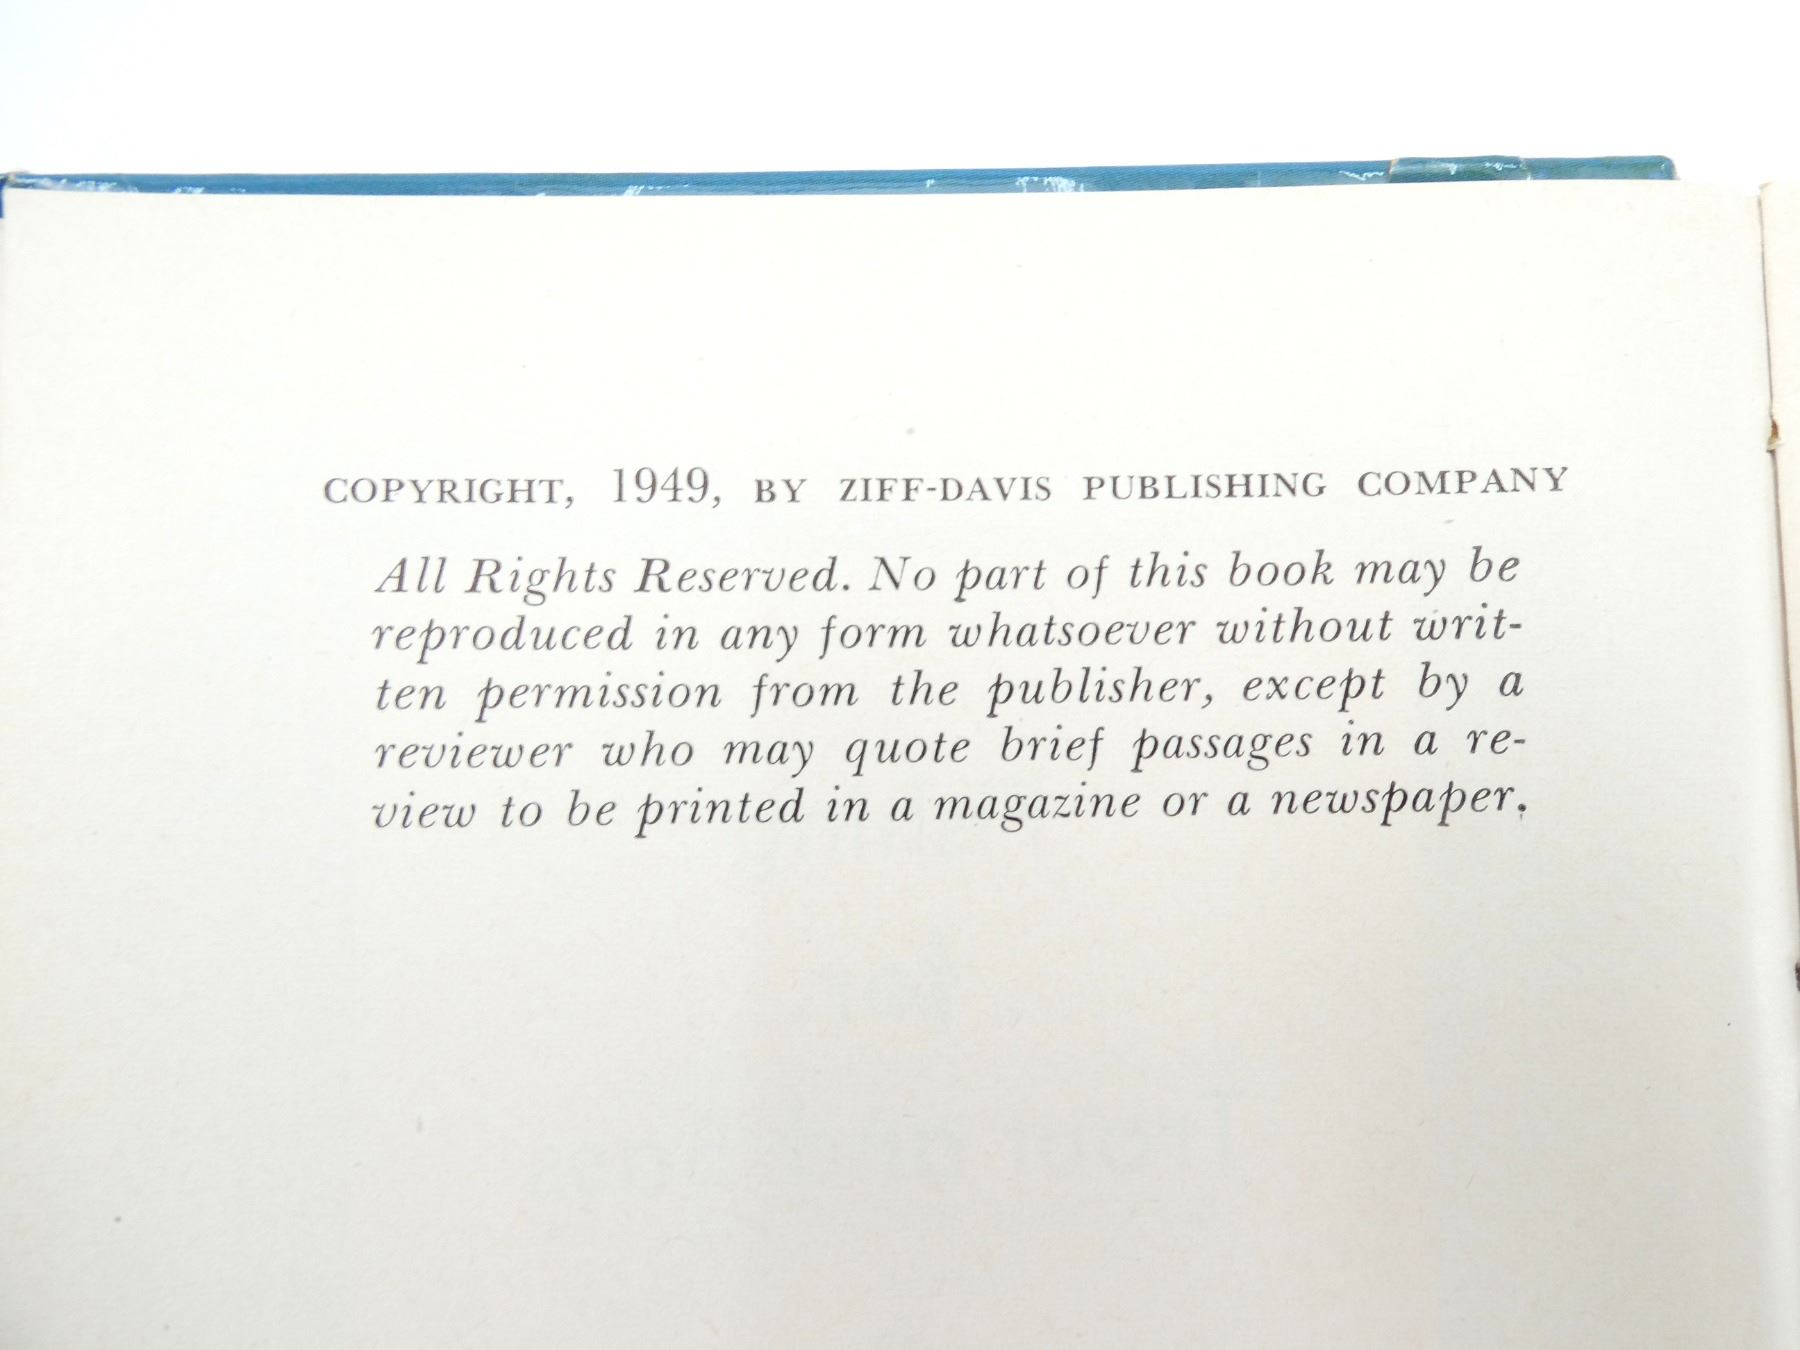 COPYRIGHT, 1949, BY ZIFF-DAVIS PUBLISHING COMPANY
All Rights Reserved. No part of this book may be
reproduced in any form whatsoever without writ-
ten permission from the publisher, except by a
reviewer who may quote brief passages in a re-
view to be printed in a magazine or a newspaper.